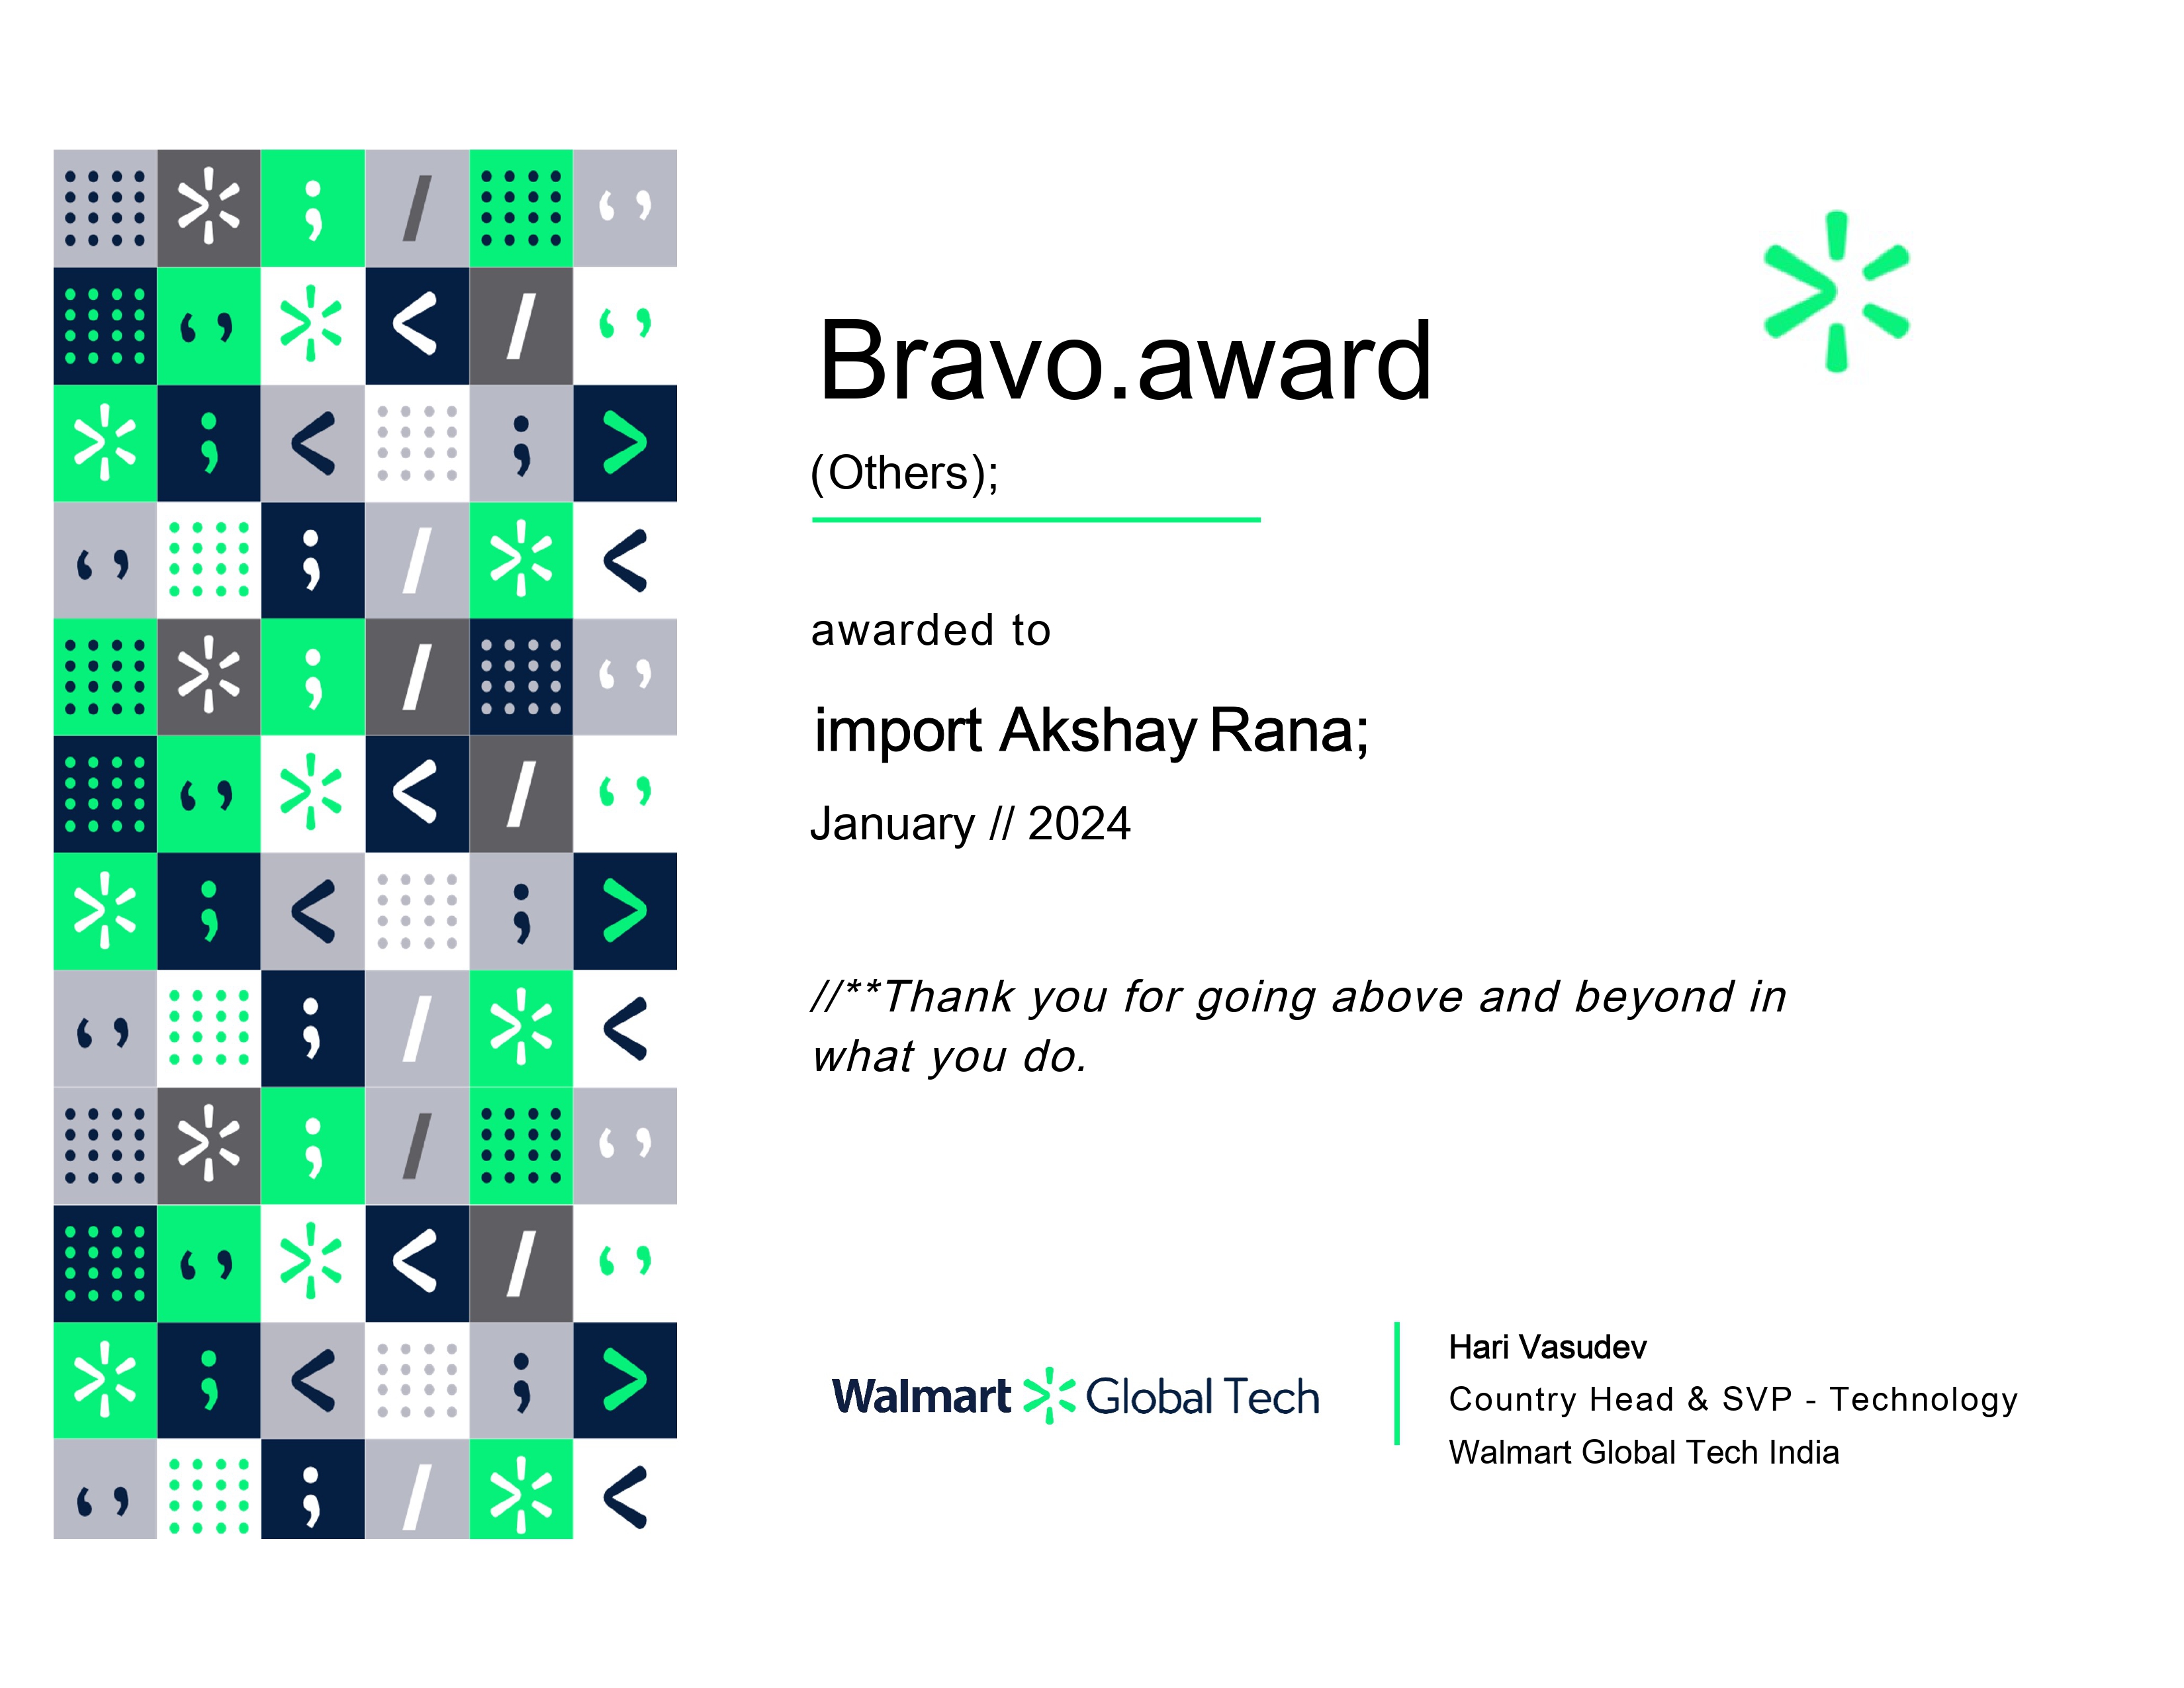 Bravo.award
(Others);
awarded to
import Akshay Rana;
January // 2024
//**Thank you for going above and beyond in
what you do.
Walmart Global Tech
Hari Vasudev
Country Head & SVP - Technology
Walmart Global Tech India